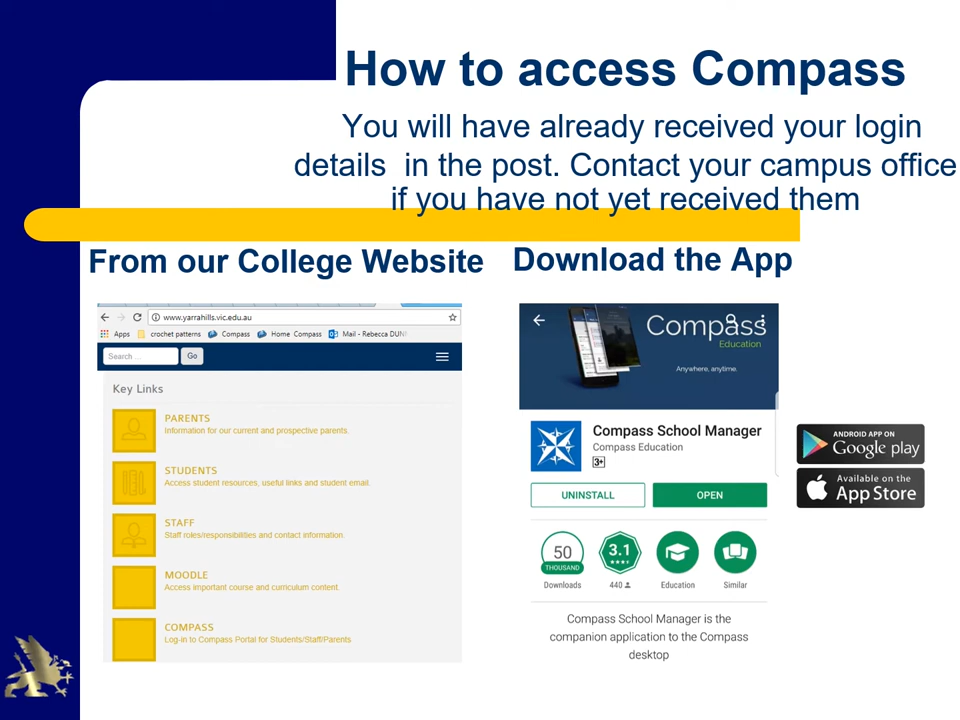 How to access Compass
You will have already received your login
details in the post. Contact your campus office
if you have not yet received them
From our College Website
www.yarrahills.vic.edu.au
Apps crochet patterns Compass Home Compass Mail - Rebecca DUN
Search ... Go
Key Links
PARENTS
Information for our current and prospective parents.
STUDENTS
Access student resources, useful links and student email.
STAFF
Staff roles/responsibilities and contact information.
MOODLE
Access important course and curriculum content.
COMPASS
Log-in to Compass Portal for Students/Staff/Parents
Download the App
Compass
Education
Anywhere, anytime.
Compass School Manager
Compass Education
3+
UNINSTALL OPEN
50 3.1
THOUSAND
Downloads 440 Education Similar
Compass School Manager is the
companion application to the Compass
desktop
ANDROID APP ON
Google play
Available on the
App Store